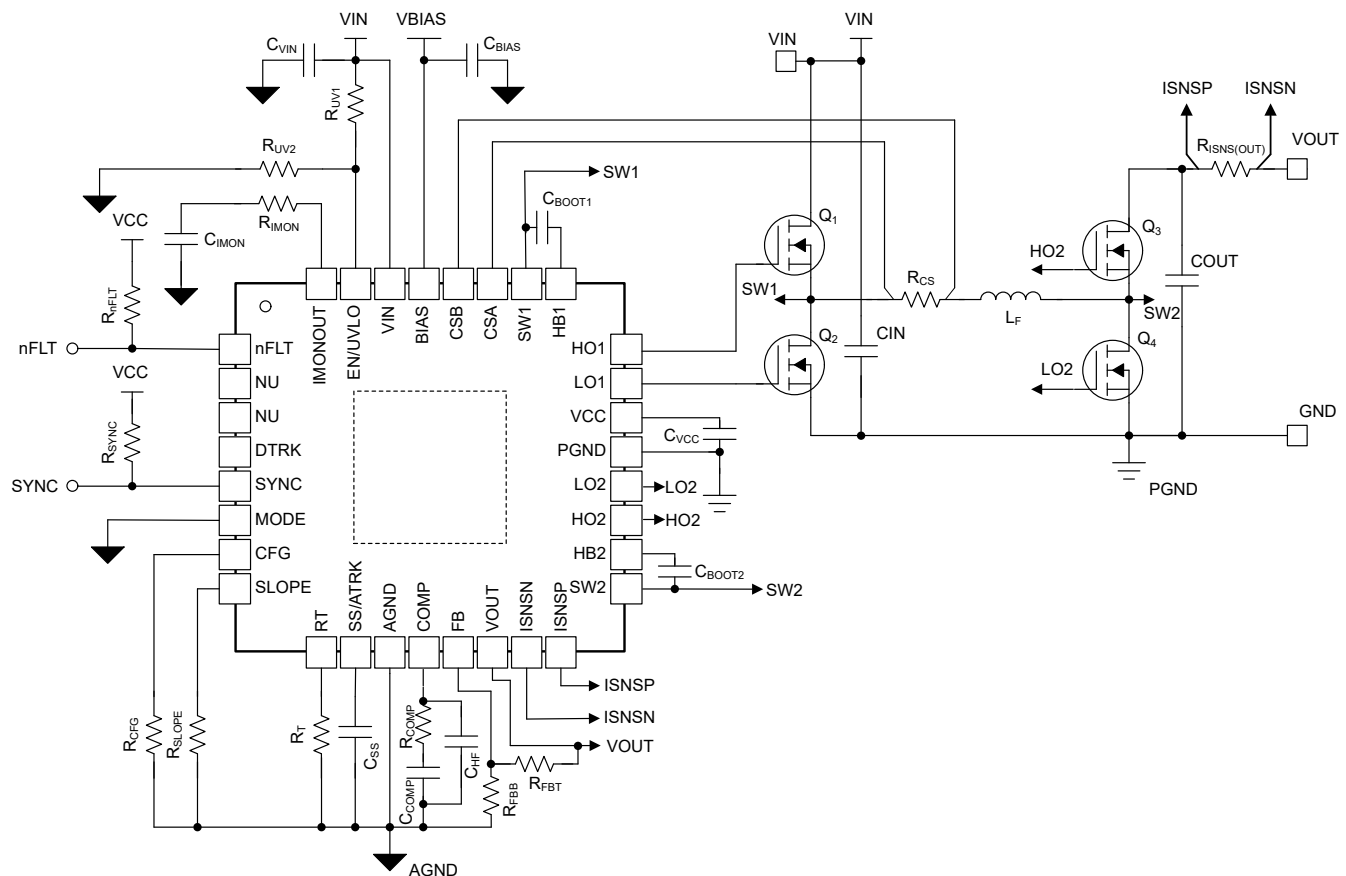 VIN
VBIAS
CVIN
CBIAS
RUV1
RUV2
VCC
RIMON
CIMON
RnFLT
nFLT
VCC
RSYNC
SYNC
SW1
CBOOT1
IMONOUT
EN/UVLO
VIN
BIAS
CSB
CSA
SW1
HB1
nFLT
NU
NU
DTRK
SYNC
MODE
CFG
SLOPE
HO1
LO1
VCC
PGND
LO2
HO2
HB2
SW2
RT
SS/ATRK
AGND
COMP
FB
VOUT
ISNSN
ISNSP
CVCC
LO2
HO2
CBOOT2
SW2
ISNSP
ISNSN
VOUT
RCFG
RSLOPE
RT
CSS
RCOMP
CCOMP
CHF
RFBB
RFBT
AGND
VIN
VIN
ISNSP
ISNSN
RISNS(OUT)
VOUT
Q1
Q3
HO2
COUT
SW1
RCS
LF
SW2
Q2
CIN
Q4
LO2
GND
PGND